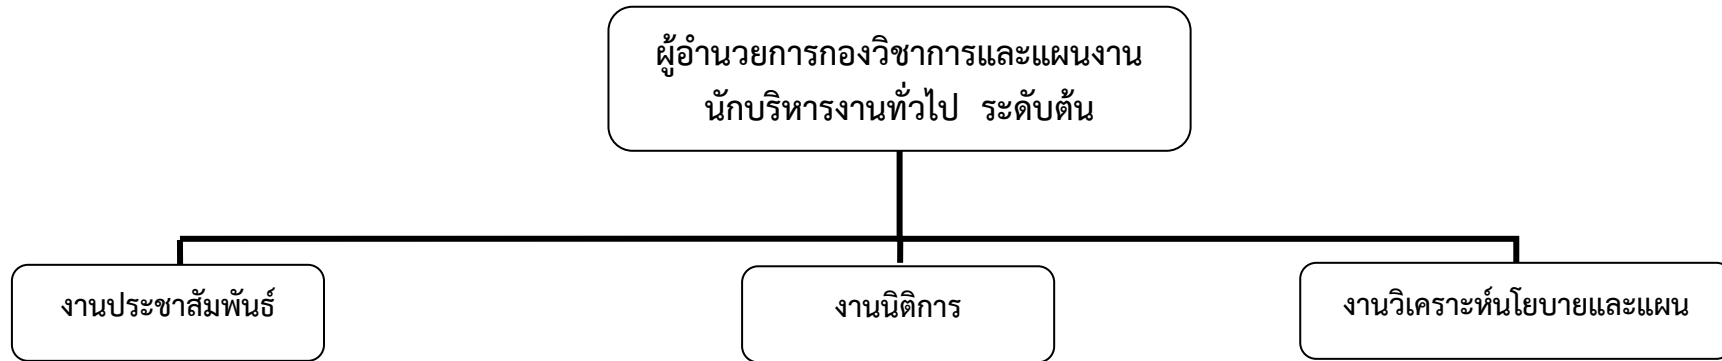 ผู้อำนวยการกองวิชาการและแผนงาน
นักบริหารงานทั่วไป ระดับต้น
งานประชาสัมพันธ์
งานนิติการ
งานวิเคราะห์นโยบายและแผน